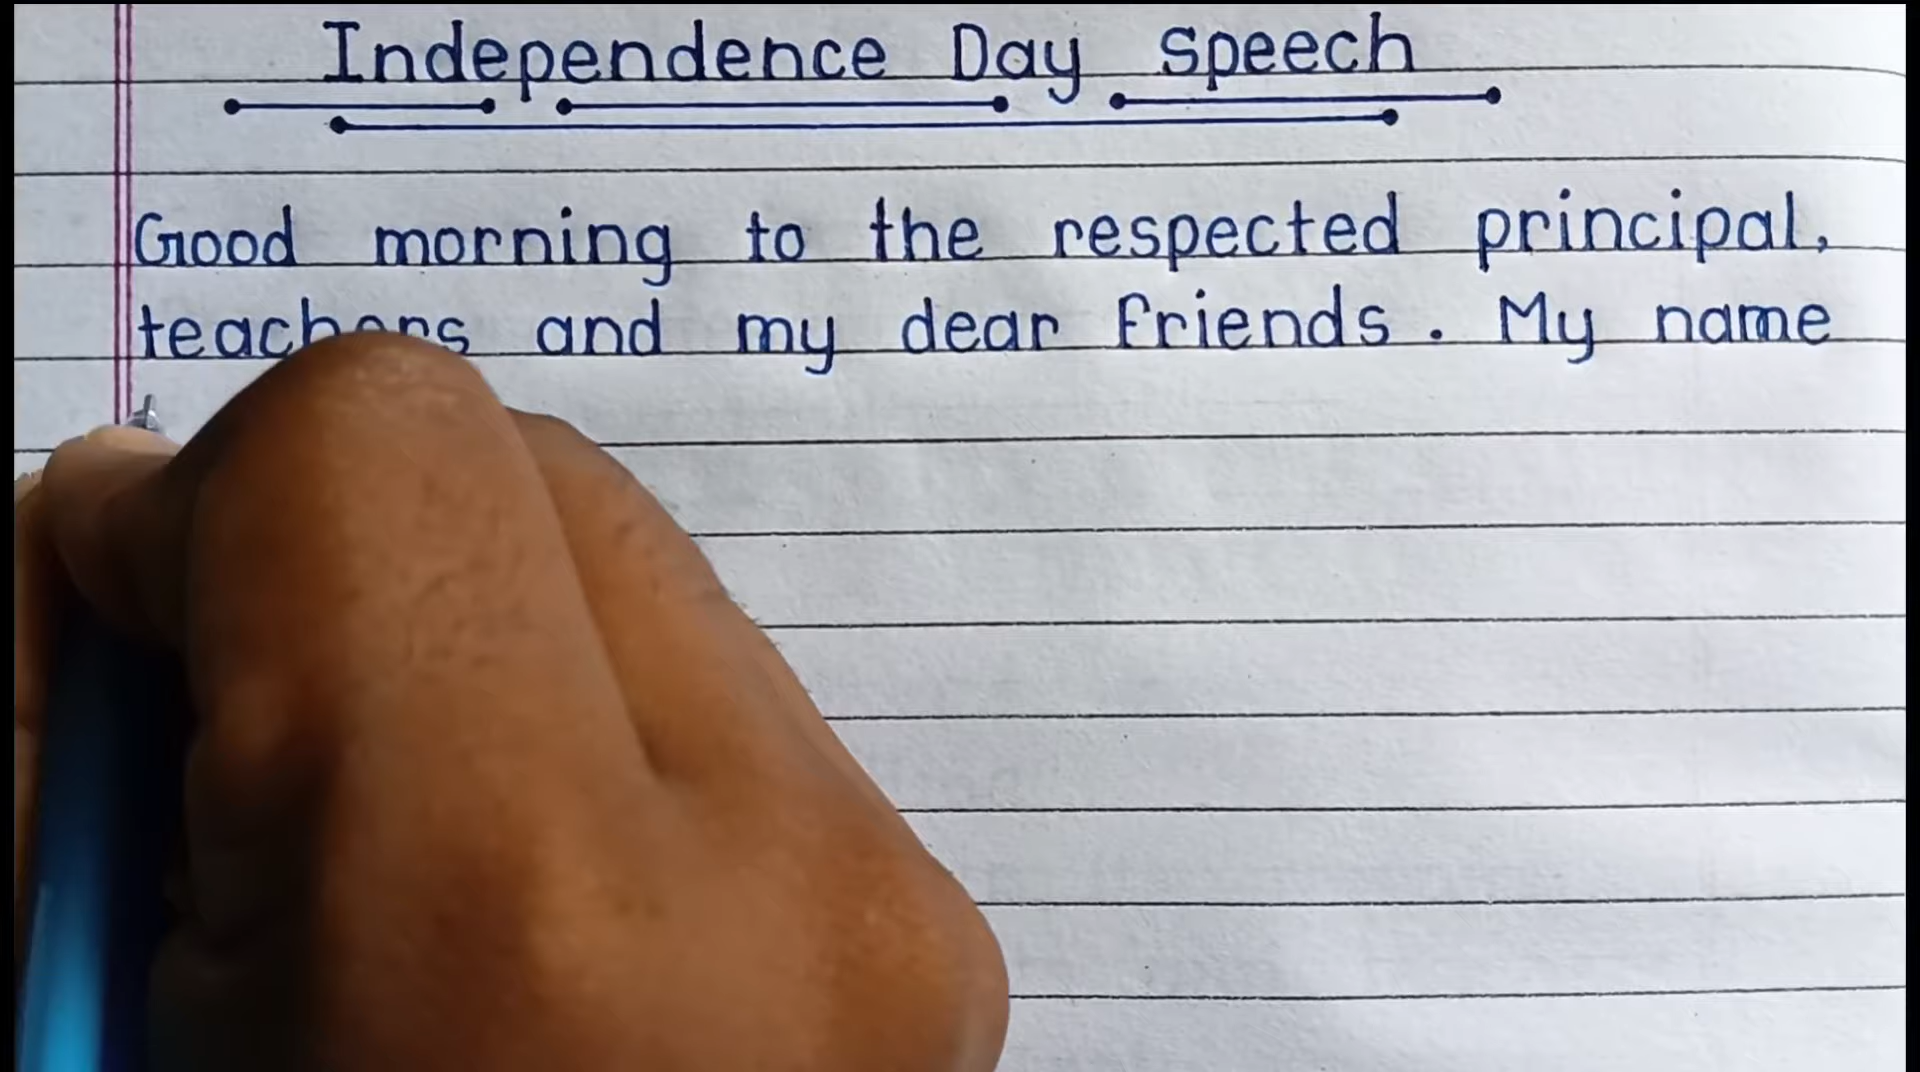 Independence Day speech
Good morning to the respected principal,
teachers and my dear friends. My name